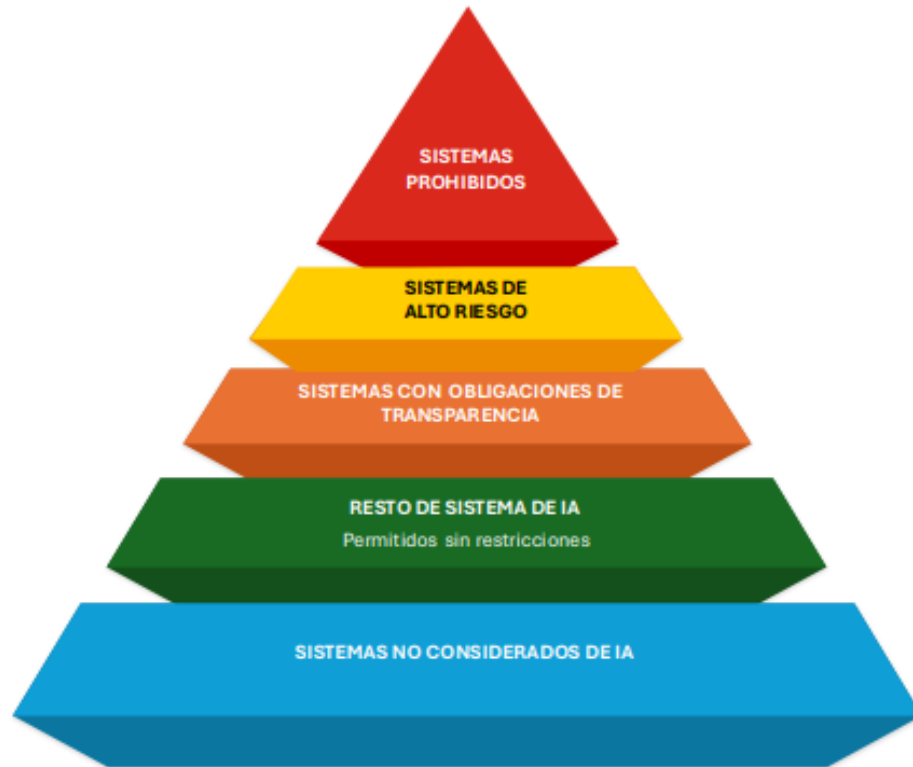 SISTEMAS
PROHIBIDOS
SISTEMAS DE
ALTO RIESGO
SISTEMAS CON OBLIGACIONES DE
TRANSPARENCIA
RESTO DE SISTEMA DE IA
Permitidos sin restricciones
SISTEMAS NO CONSIDERADOS DE IA